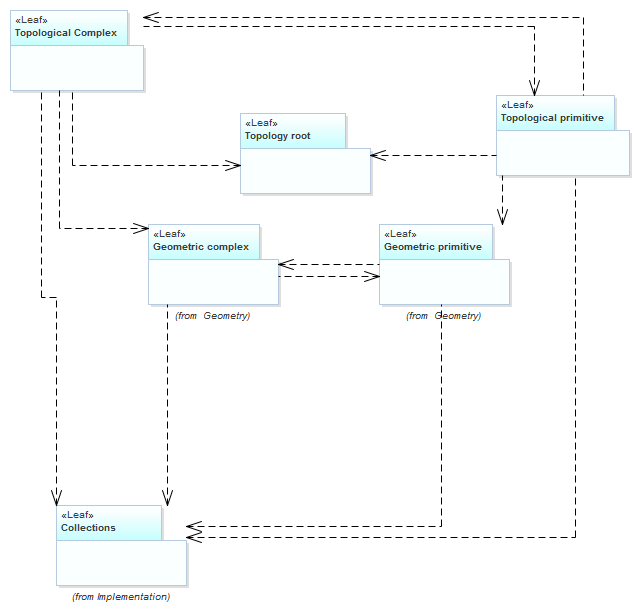 «Leaf»
Topological Complex
«Leaf»
Topological primitive
«Leaf»
Topology root
«Leaf»
Geometric complex
(from Geometry)
«Leaf»
Geometric primitive
(from Geometry)
«Leaf»
Collections
(from Implementation)